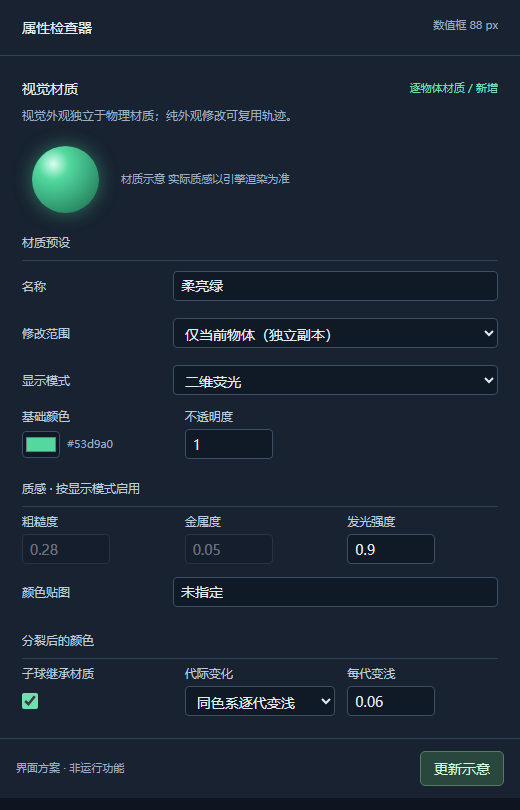 属性检查器
数值框 88 px
视觉材质
逐物体材质 / 新增
视觉外观独立于物理材质；纯外观修改可复用轨迹。
材质示意 实际质感以引擎渲染为准
材质预设
名称
柔亮绿
修改范围
仅当前物体（独立副本）
显示模式
二维荧光
基础颜色
不透明度
#53d9a0
1
质感 · 按显示模式启用
粗糙度
金属度
发光强度
0.28
0.05
0.9
颜色贴图
未指定
分裂后的颜色
子球继承材质
代际变化
每代变浅
同色系逐代变浅
0.06
界面方案 · 非运行功能
更新示意